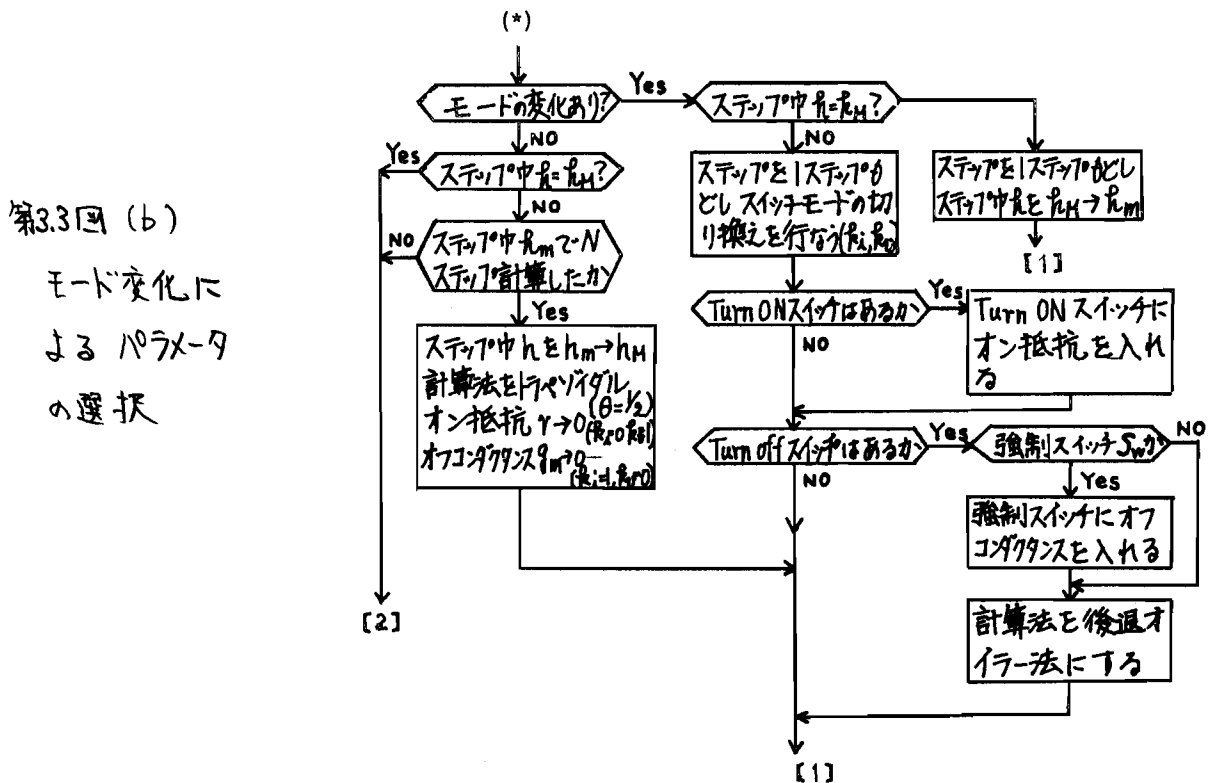 (*)
モードの変化あり?
Yes
ステップ巾 h=hM?
NO
NO
Yes
ステップ巾 h=hM?
ステップを1ステップも
どし スイッチモードの切
り換えを行なう(ki,kv)
ステップを1ステップもどし
ステップ巾hを hM→hm
[1]
第3.3図 (b)
モード変化に
よる パラメータ
の選択
NO
NO
ステップ巾 hmでN
ステップ計算したか
Turn ONスイッチはあるか
Yes
Turn ON スイッチに
オン抵抗を入れ
る
Yes
NO
ステップ巾 h を hm→hM
計算法をトラペゾイダル
(θ=1/2)
オン抵抗 r→0
オフコンダクタンス gm→g
Turn off スイッチはあるか
Yes
強制スイッチ Swか
NO
NO
Yes
強制スイッチにオフ
コンダクタンスを入れる
計算法を後退オ
イラー法にする
[2]
[1]